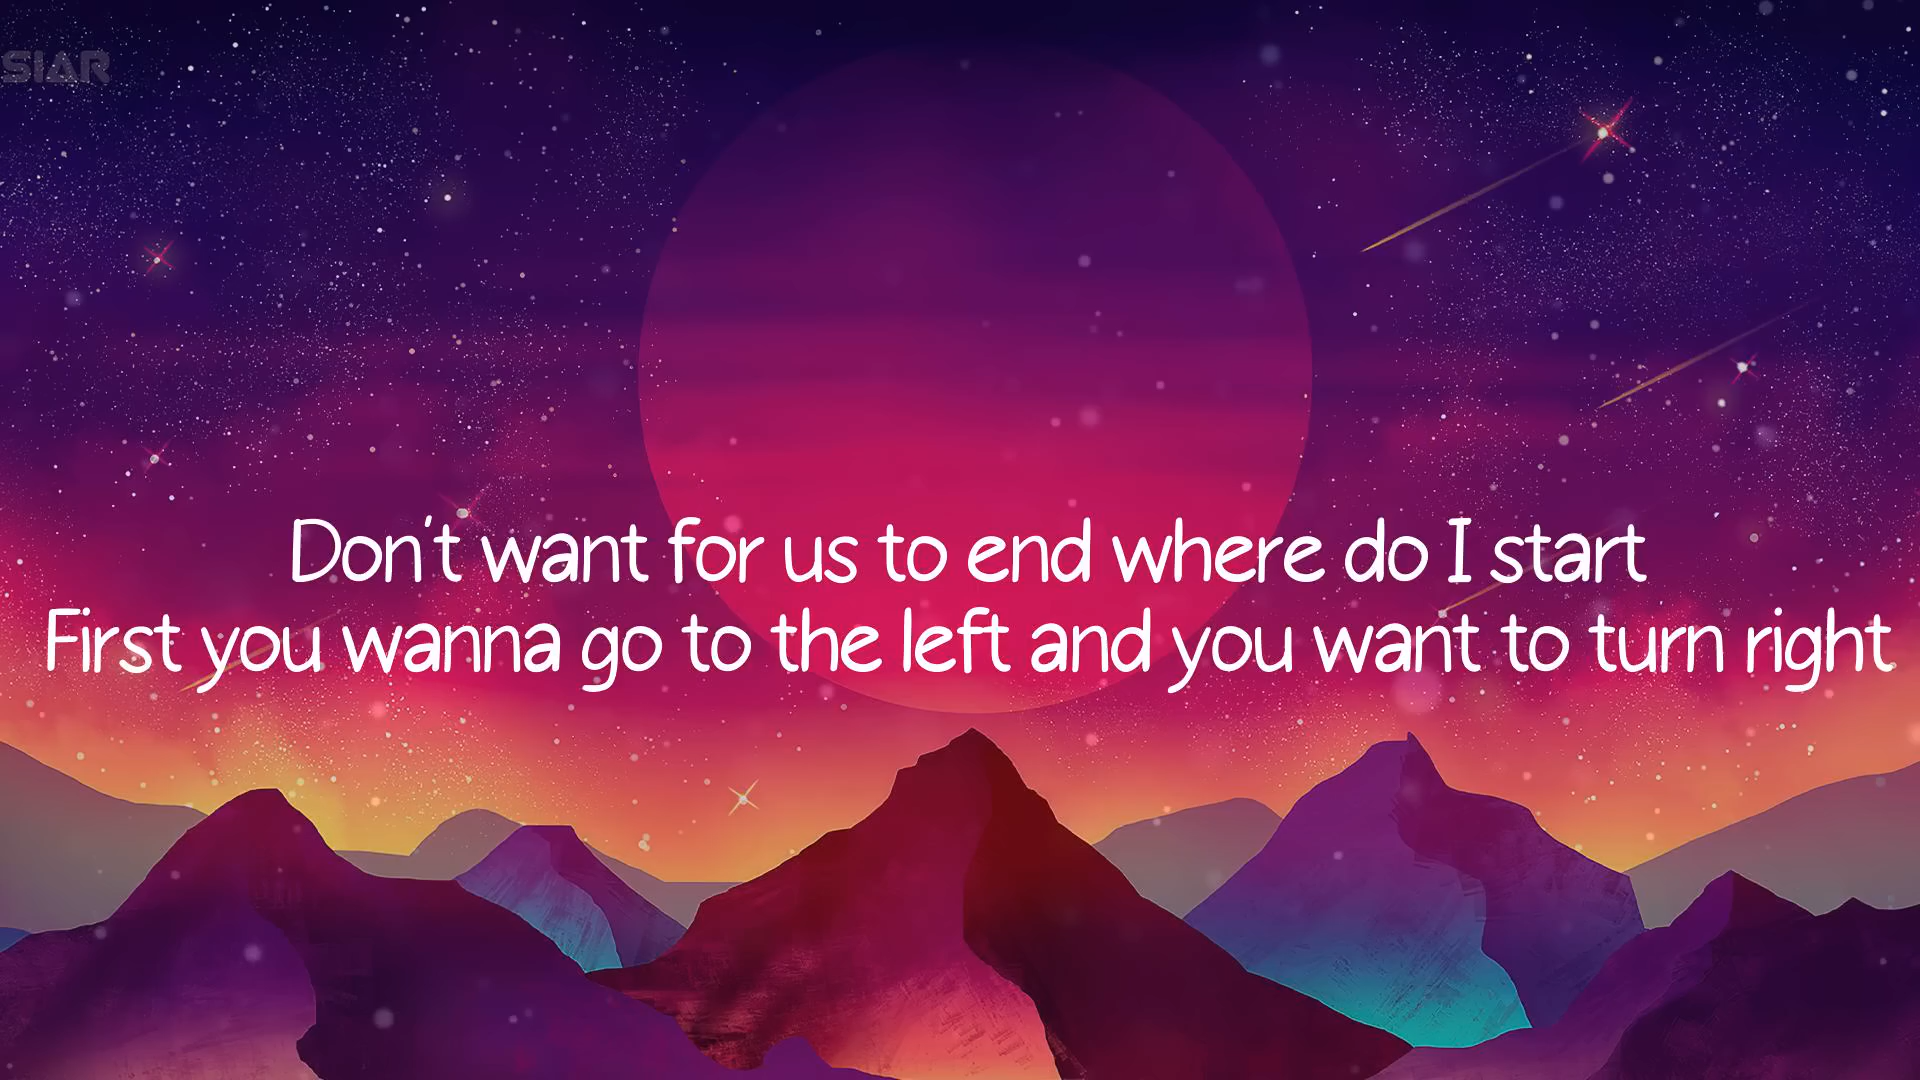 SIAR
Don't want for us to end where do I start
First you wanna go to the left and you want to turn right